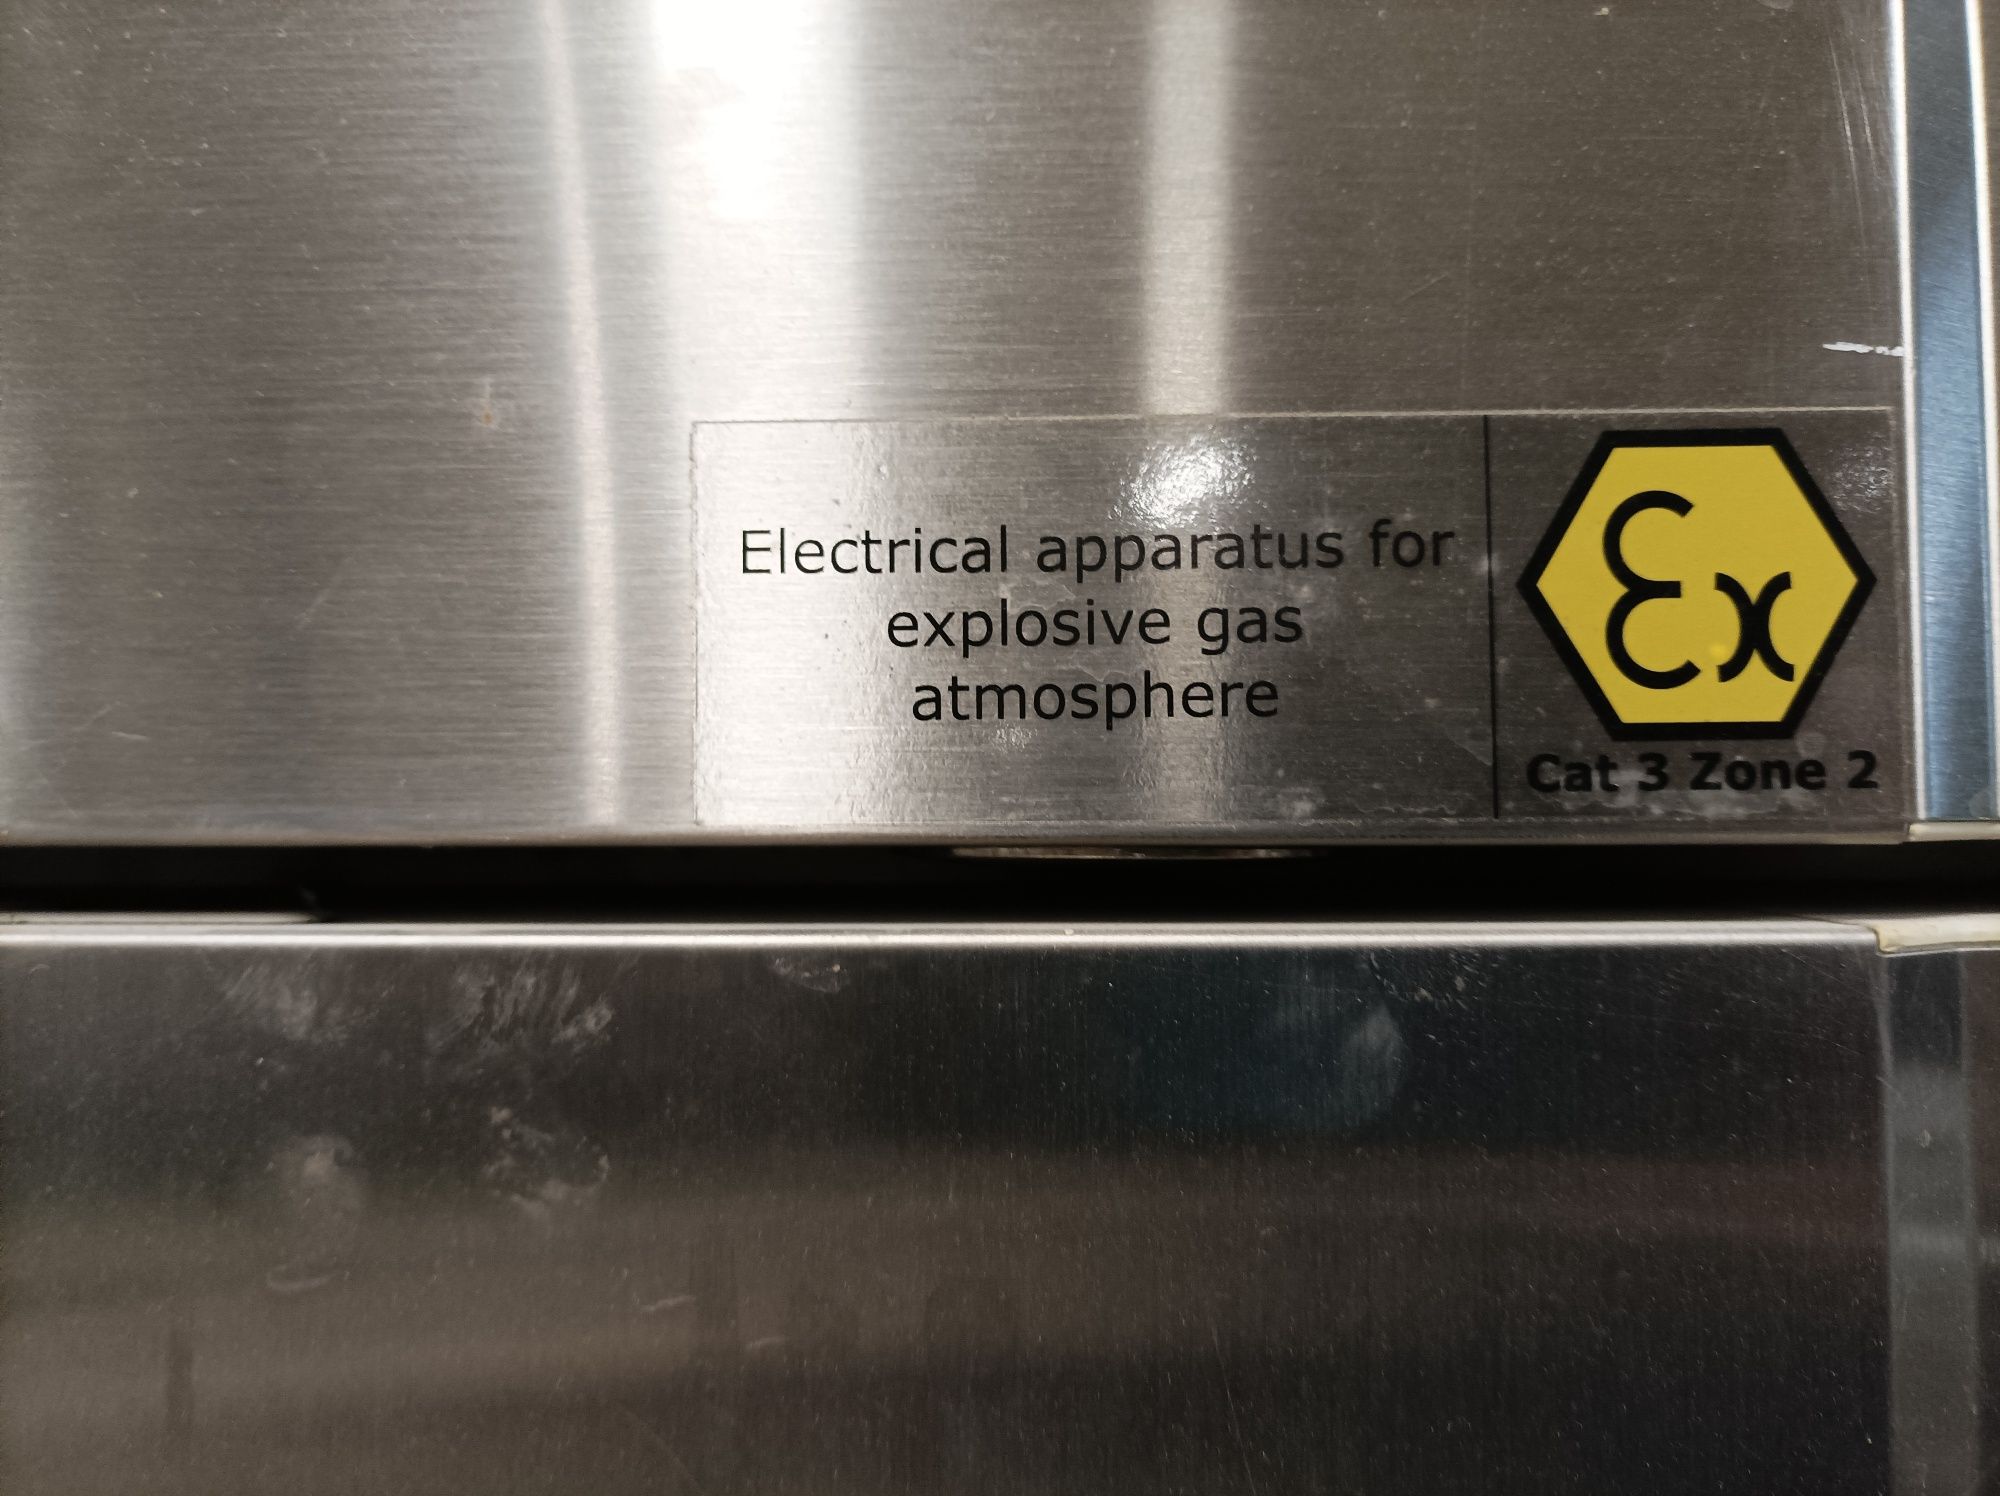 Electrical apparatus for
explosive gas
atmosphere
Ex
Cat 3 Zone 2